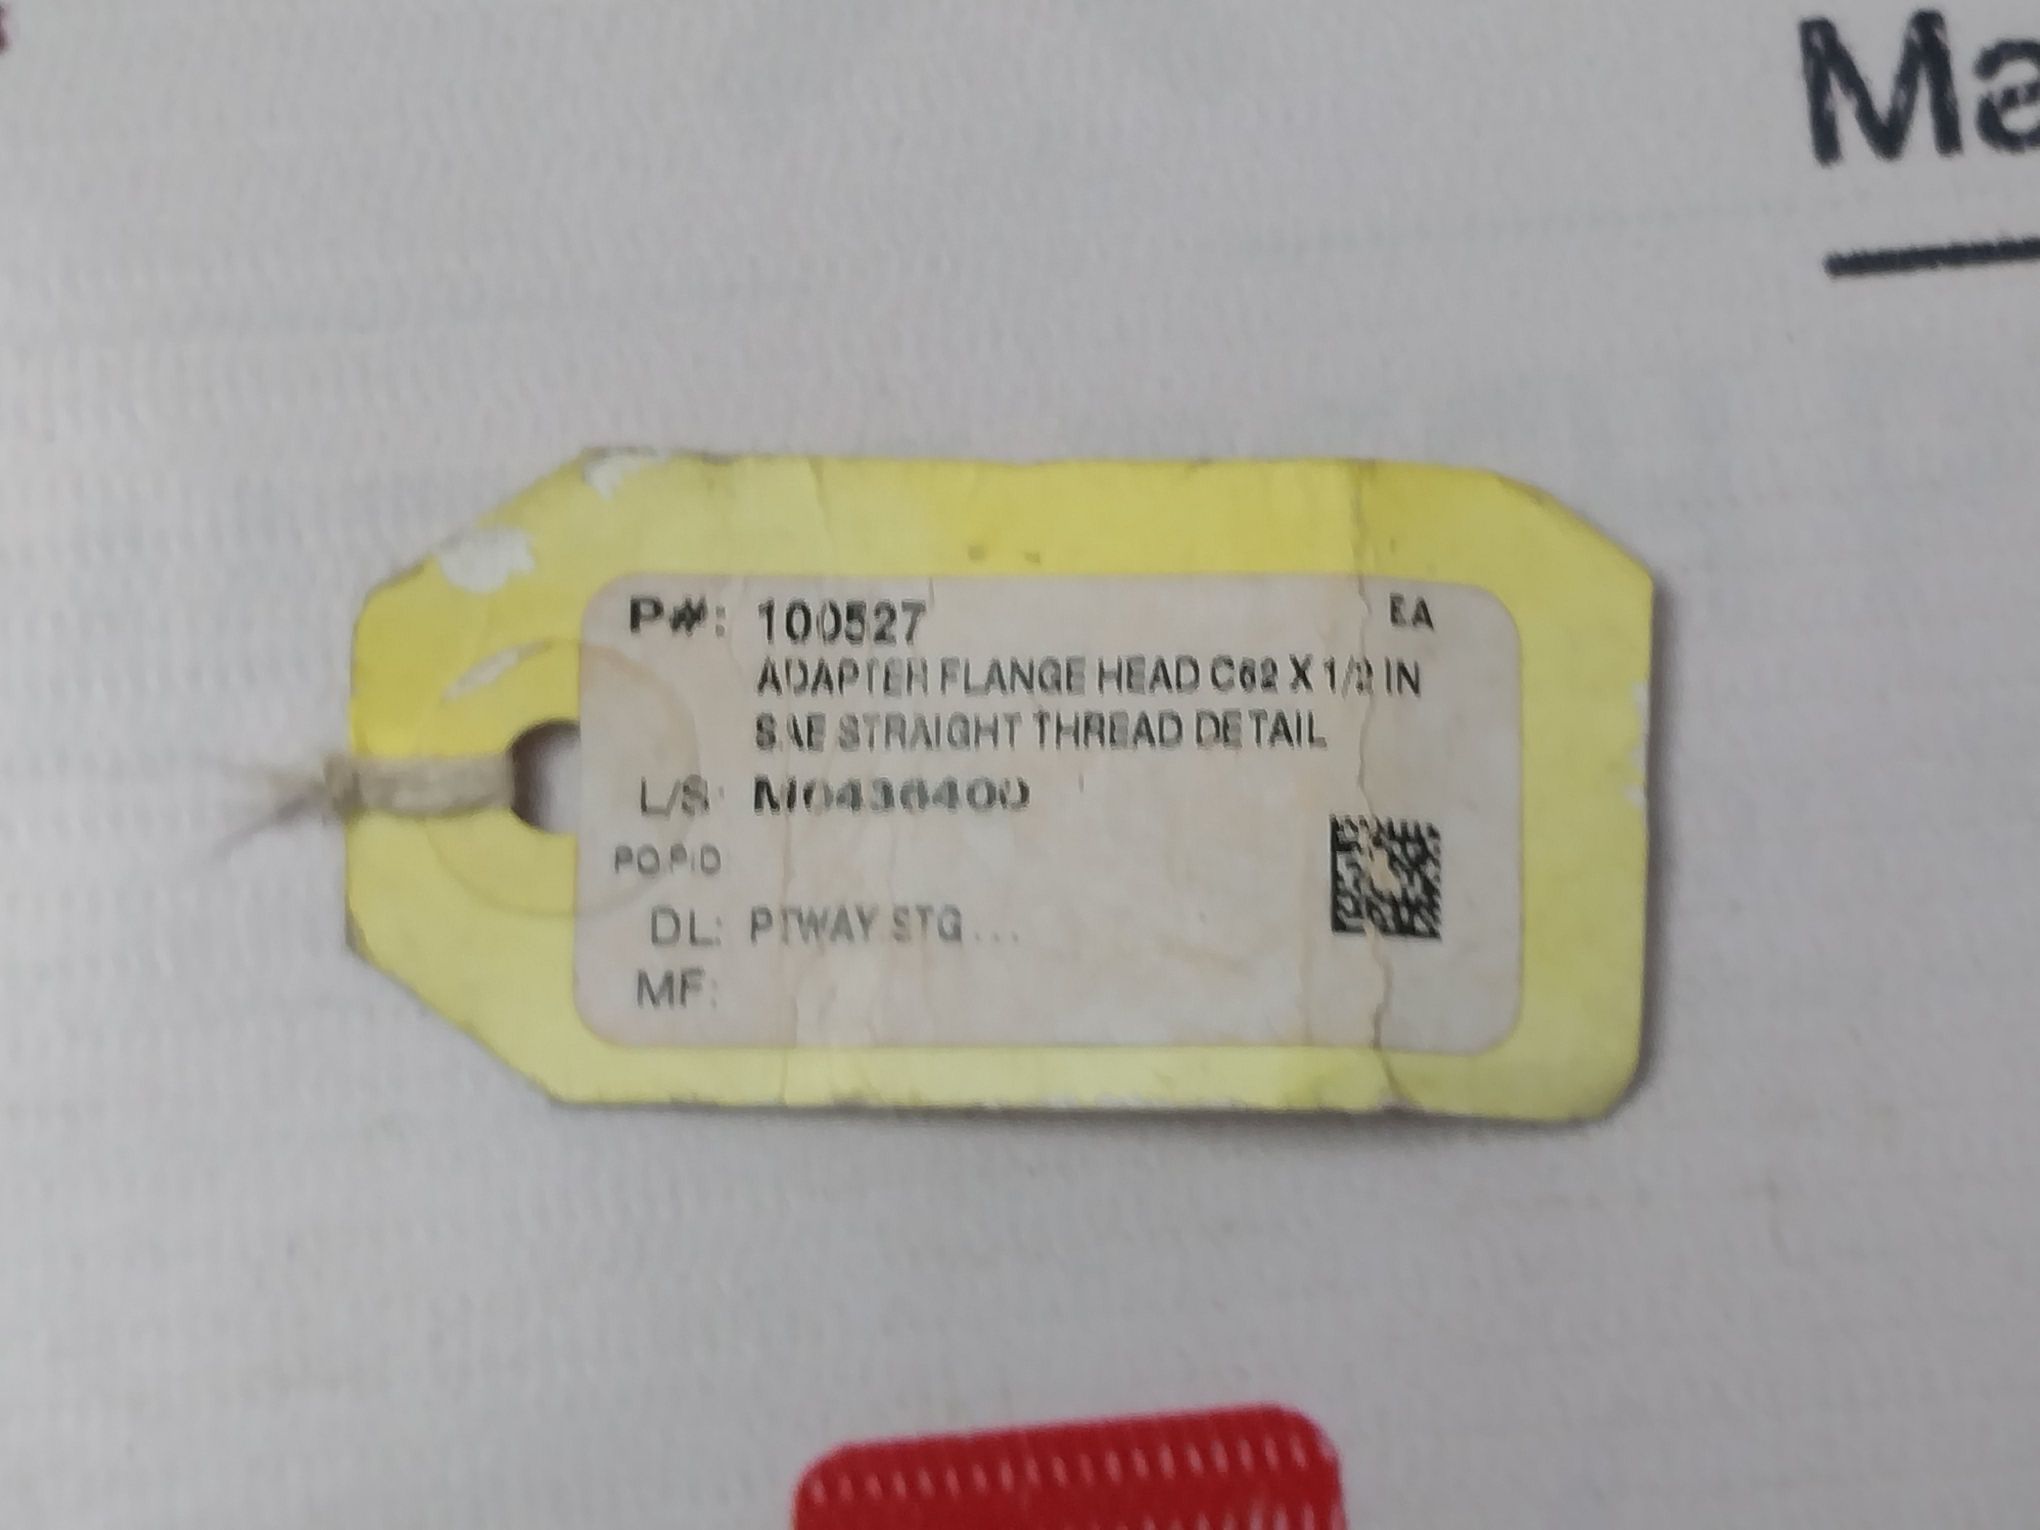 Ma
P#: 100527 EA
ADAPTER FLANGE HEAD C62 X 1/2 IN
SAE STRAIGHT THREAD DETAIL
L/S: M0436400
PO.P/D
DL: PTWAY.STG...
MF: